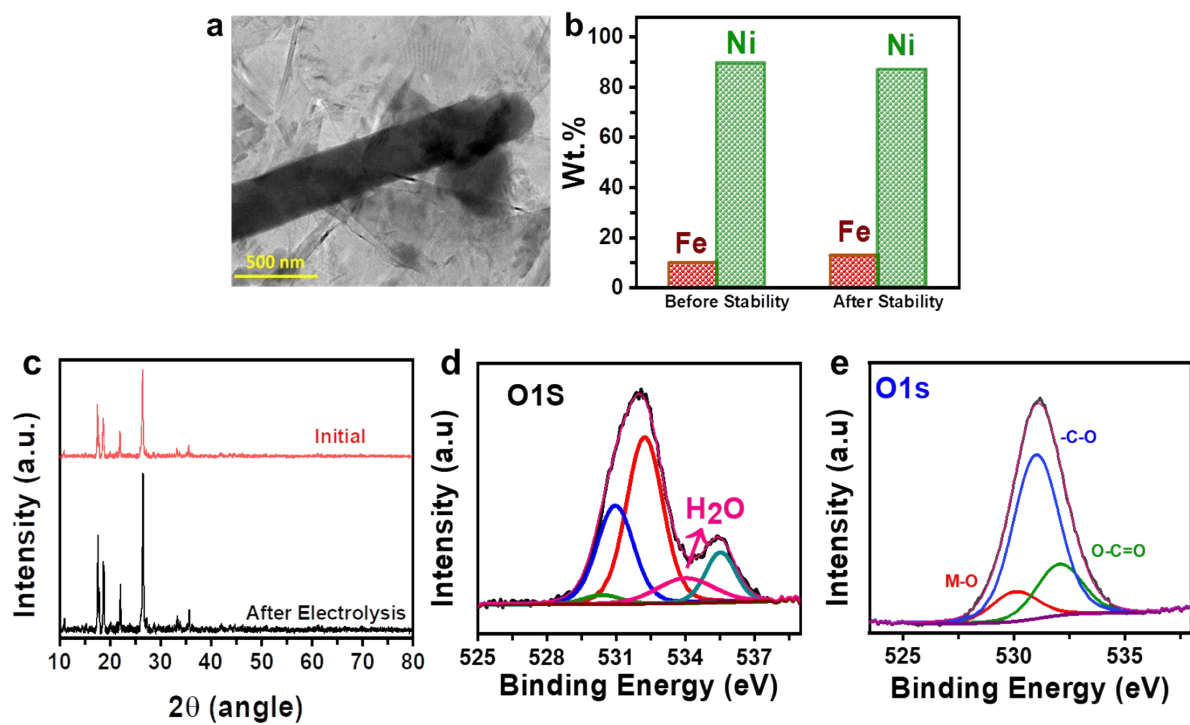 a
500 nm
b
Wt.%
100
80
60
40
20
0
Fe
Ni
Fe
Ni
Before Stability
After Stability
c
Intensity (a.u.)
Initial
After Electrolysis
10 20 30 40 50 60 70 80
2θ (angle)
d
O1S
Intensity (a.u)
H2O
525 528 531 534 537
Binding Energy (eV)
e
O1s
Intensity (a.u.)
-C-O
O-C=O
M-O
525 530 535
Binding Energy (eV)